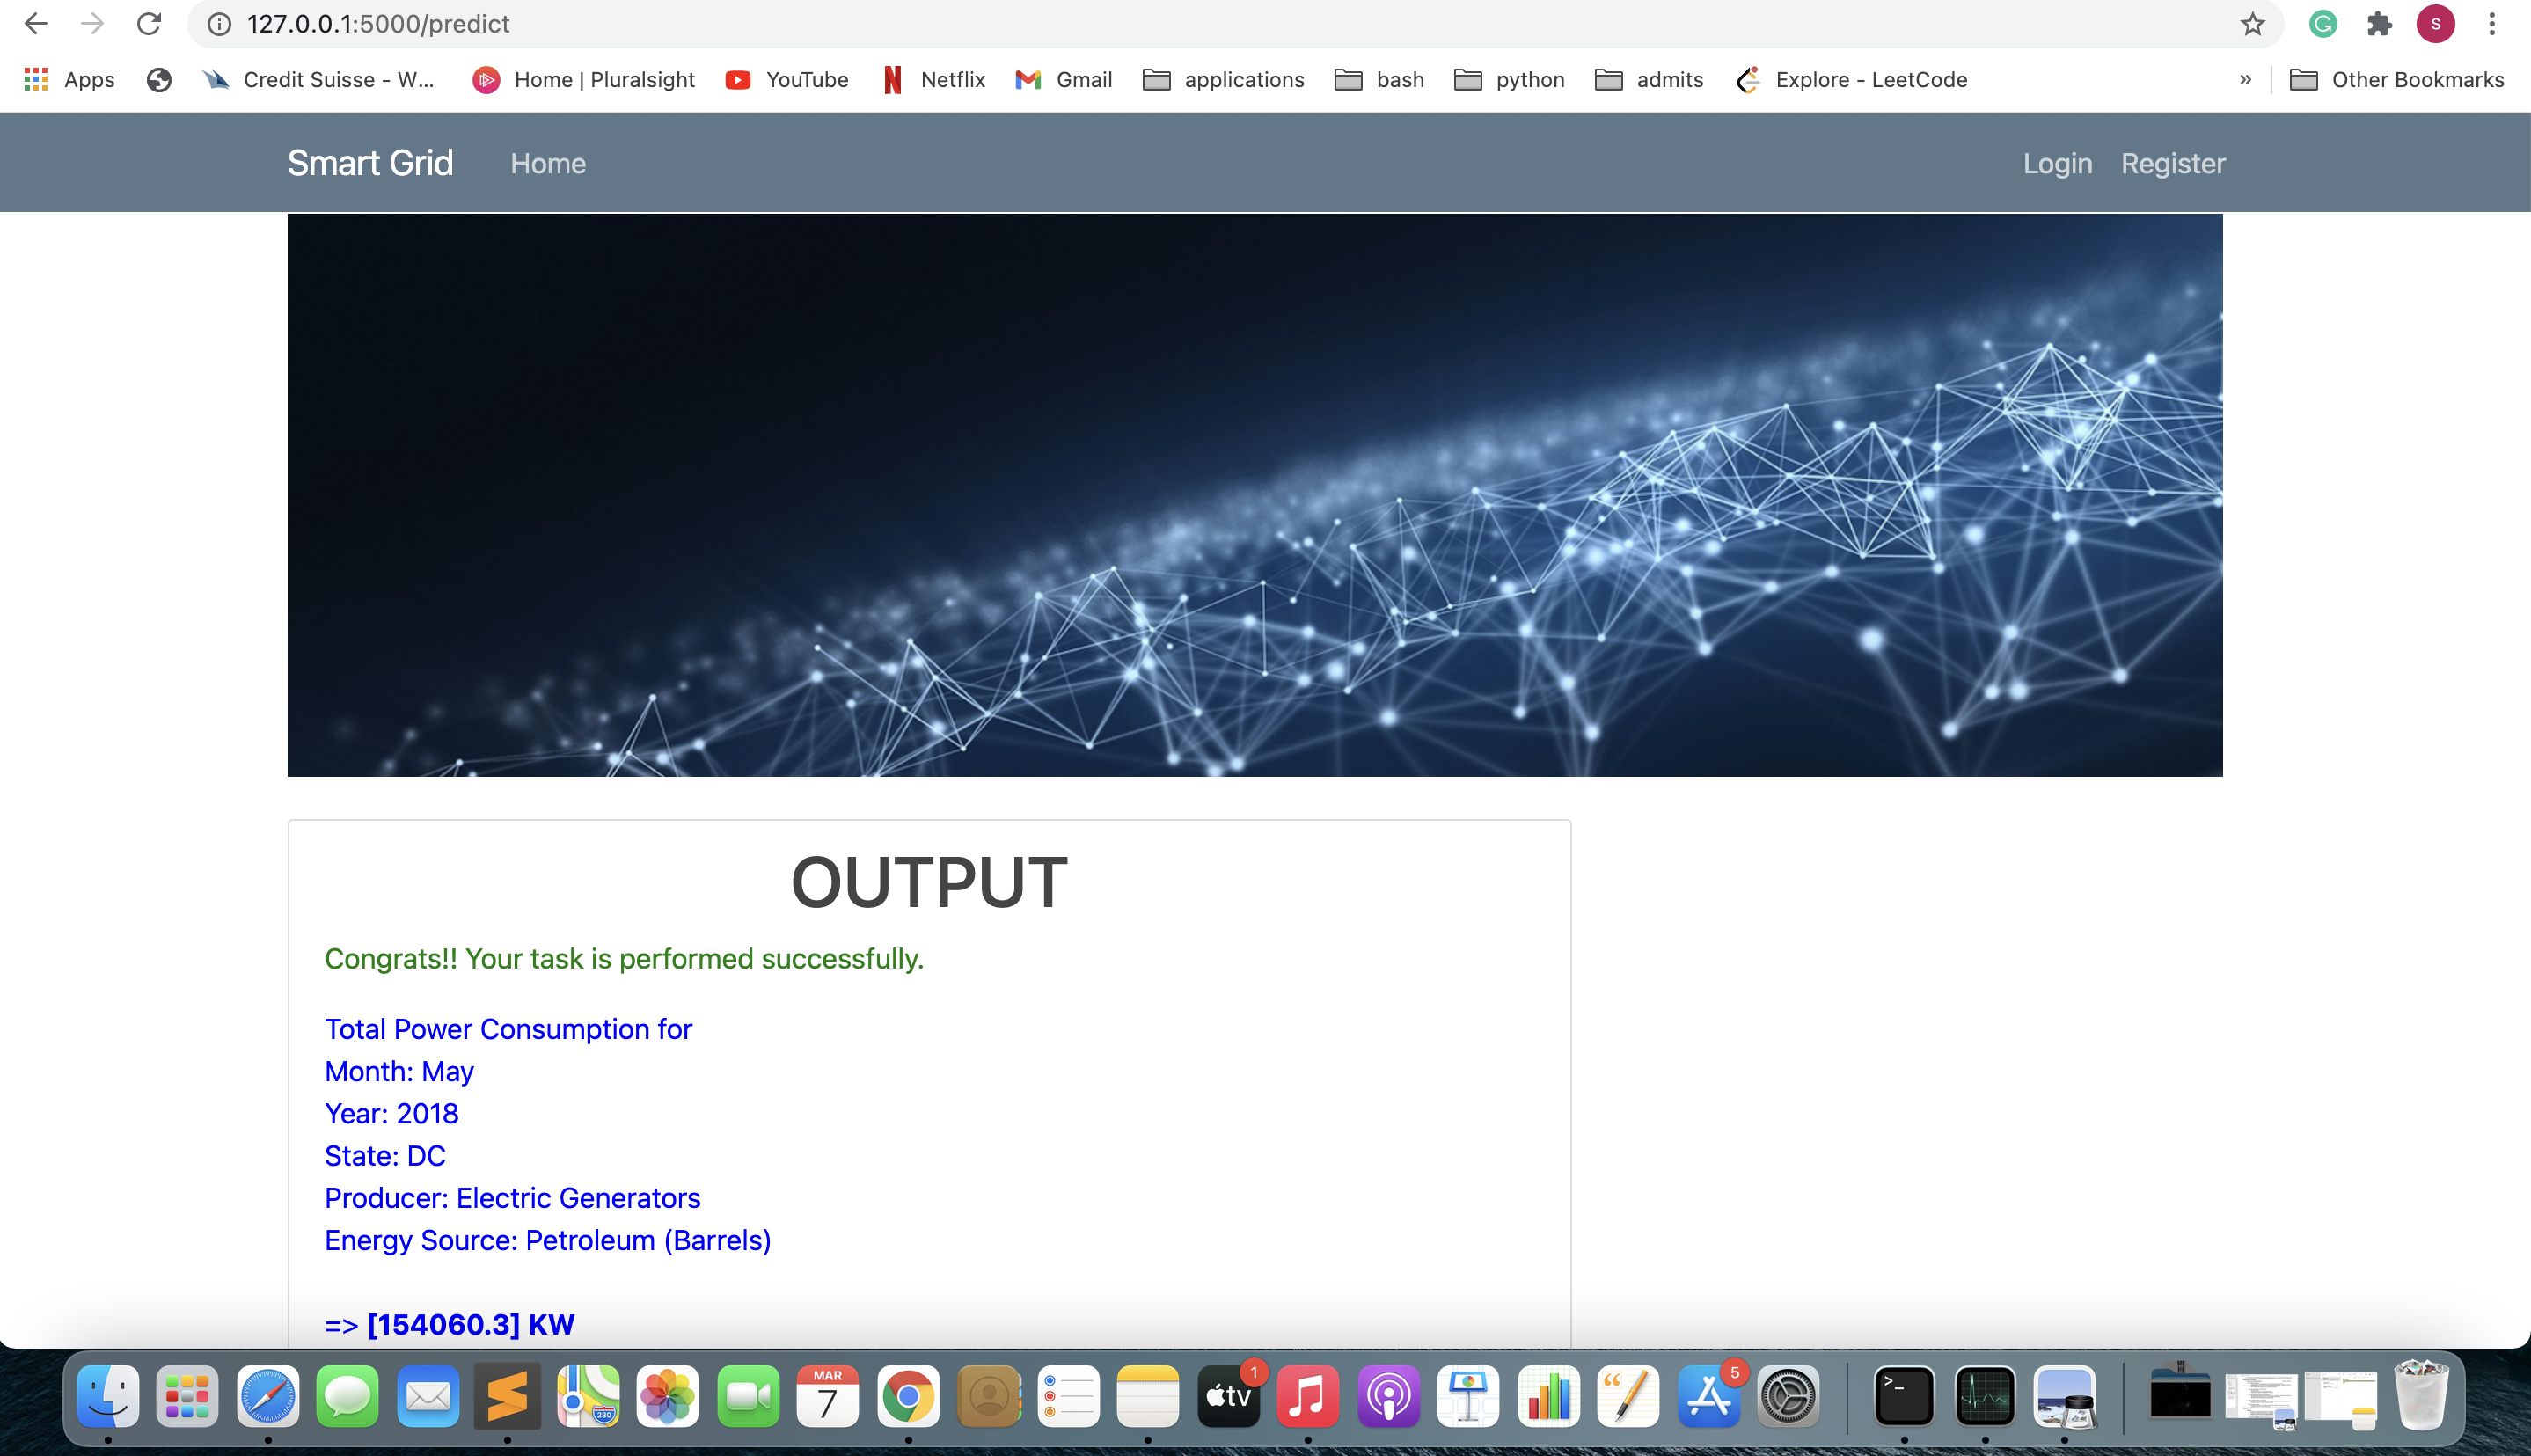 127.0.0.1:5000/predict
S
Apps
Credit Suisse - W...
Home | Pluralsight
YouTube
Netflix
Gmail
applications
bash
python
admits
Explore - LeetCode
»
Other Bookmarks
Smart Grid
Home
Login
Register
OUTPUT
Congrats!! Your task is performed successfully.
Total Power Consumption for
Month: May
Year: 2018
State: DC
Producer: Electric Generators
Energy Source: Petroleum (Barrels)
=> [154060.3] KW
280
MAR
7
tv
1
5
>_